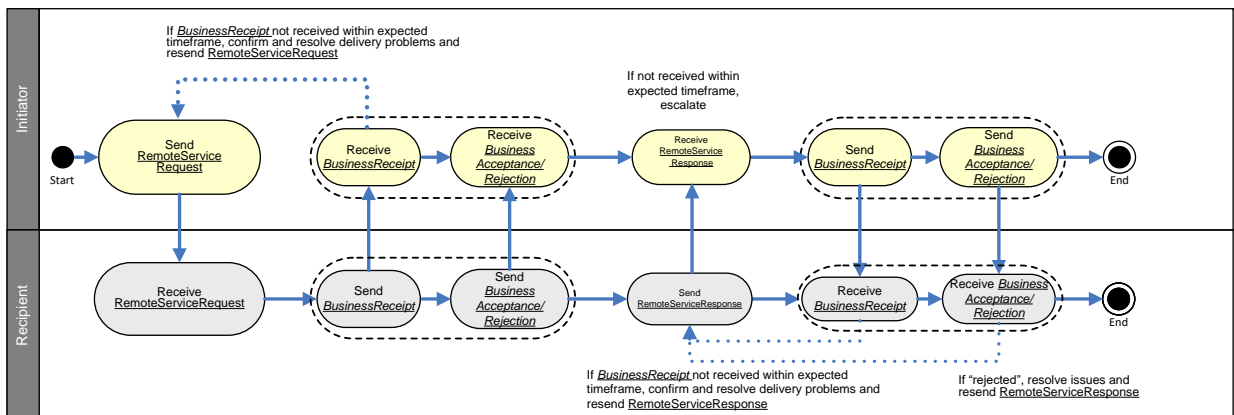 Initiator
If BusinessReceipt not received within expected
timeframe, confirm and resolve delivery problems and
resend RemoteServiceRequest
If not received within
expected timeframe,
escalate
Start
Send
RemoteService
Request
Receive
BusinessReceipt
Receive
Business
Acceptance/
Rejection
Receive
RemoteService
Response
Send
BusinessReceipt
Send
Business
Acceptance/
Rejection
End
Recipient
Receive
RemoteServiceRequest
Send
BusinessReceipt
Send
Business
Acceptance/
Rejection
Send
RemoteServiceResponse
Receive
BusinessReceipt
Receive Business
Acceptance/
Rejection
End
If BusinessReceipt not received within expected
timeframe, confirm and resolve delivery problems and
resend RemoteServiceResponse
If “rejected”, resolve issues and
resend RemoteServiceResponse